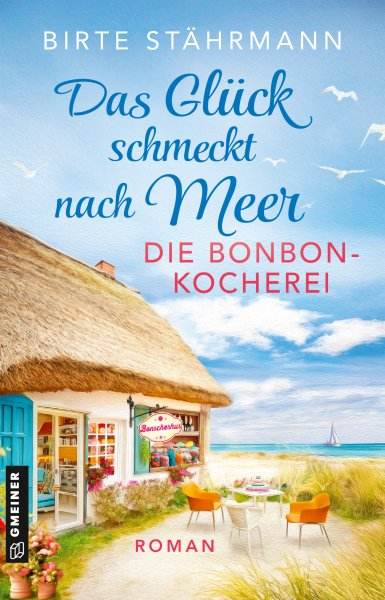 BIRTE STÄHRMANN
Das Glück
schmeckt
nach Meer
DIE BONBON-
KOCHEREI
Bonscherhus
GMEINER
ROMAN